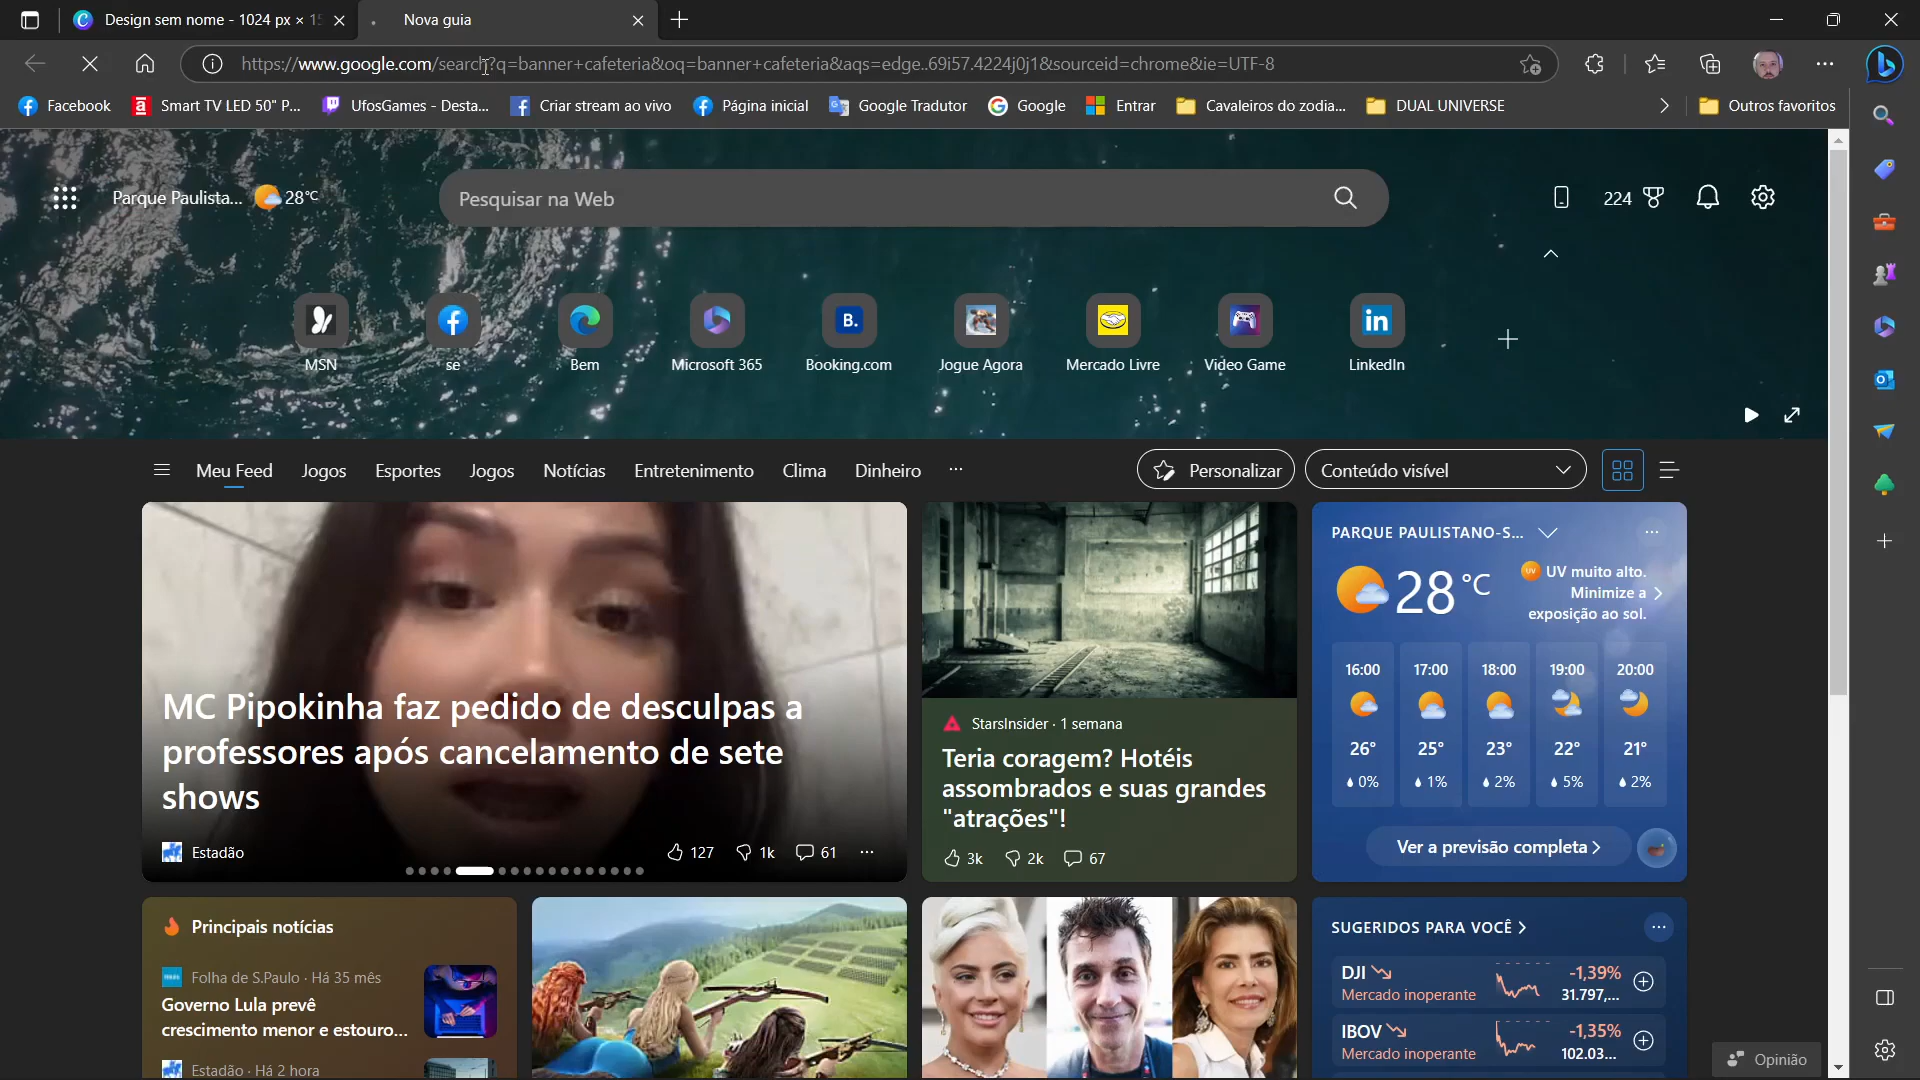 Design sem nome - 1024 px × 15
Nova guia
https://www.google.com/search?q=banner+cafeteria&oq=banner+cafeteria&aqs=edge..69i57.4224j0j1&sourceid=chrome&ie=UTF-8
Facebook
Smart TV LED 50" P...
UfosGames - Desta...
Criar stream ao vivo
Página inicial
Google Tradutor
Google
Entrar
Cavaleiros do zodia...
DUAL UNIVERSE
Outros favoritos
Parque Paulista...
28°C
Pesquisar na Web
224
MSN
se
Bem
Microsoft 365
B.
Booking.com
Jogue Agora
Mercado Livre
Video Game
in
LinkedIn
Meu Feed
Jogos
Esportes
Jogos
Notícias
Entretenimento
Clima
Dinheiro
Personalizar
Conteúdo visível
MC Pipokinha faz pedido de desculpas a
professores após cancelamento de sete
shows
Estadão
127
1k
61
StarsInsider · 1 semana
Teria coragem? Hotéis
assombrados e suas grandes
"atrações"!
3k
2k
67
PARQUE PAULISTANO-S...
28 °C
UV
UV muito alto.
Minimize a
exposição ao sol.
16:00 17:00 18:00 19:00 20:00
26° 25° 23° 22° 21°
0% 1% 2% 5% 2%
Ver a previsão completa
Principais notícias
Folha de S.Paulo · Há 35 mês
Governo Lula prevê
crescimento menor e estouro...
Estadão · Há 2 hora
SUGERIDOS PARA VOCÊ
DJI
-1,39%
Mercado inoperante
31.797,...
IBOV
-1,35%
Mercado inoperante
102.03...
Opinião